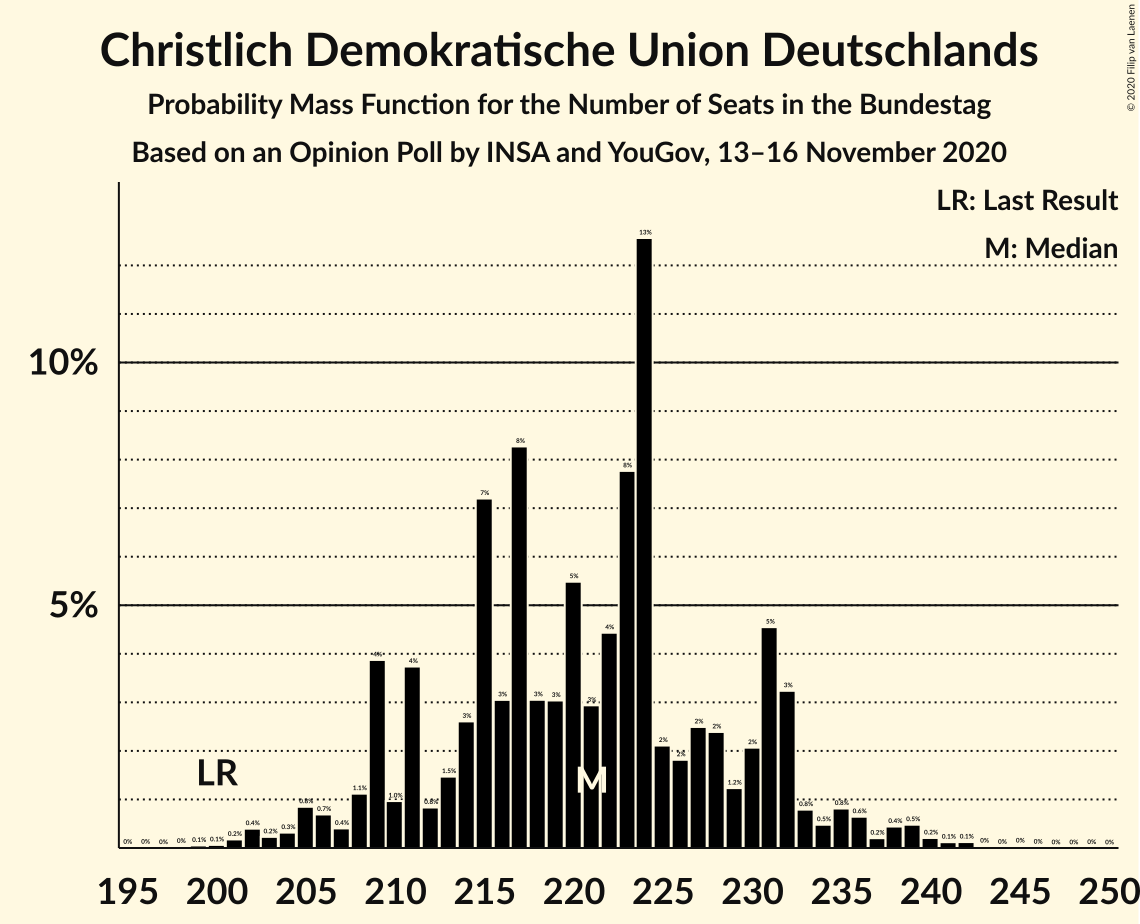 Christlich Demokratische Union Deutschlands
Probability Mass Function for the Number of Seats in the Bundestag
Based on an Opinion Poll by INSA and YouGov, 13–16 November 2020
© 2020 Filip van Laenen
LR: Last Result
M: Median
10%
5%
0% 0% 0% 0% 0.1% 0.1% 0.2% 0.4% 0.2% 0.3% 0.8% 0.7% 0.4% 1.1% 4% 1.0% 4% 0.8% 1.5% 3% 7% 3% 8% 3% 3% 5% 3% 4% 8% 13% 2% 2% 2% 2% 1.2% 2% 5% 3% 0.8% 0.5% 0.8% 0.6% 0.2% 0.4% 0.5% 0.2% 0.1% 0.1% 0% 0% 0% 0% 0% 0% 0% 0%
LR
M
195 200 205 210 215 220 225 230 235 240 245 250